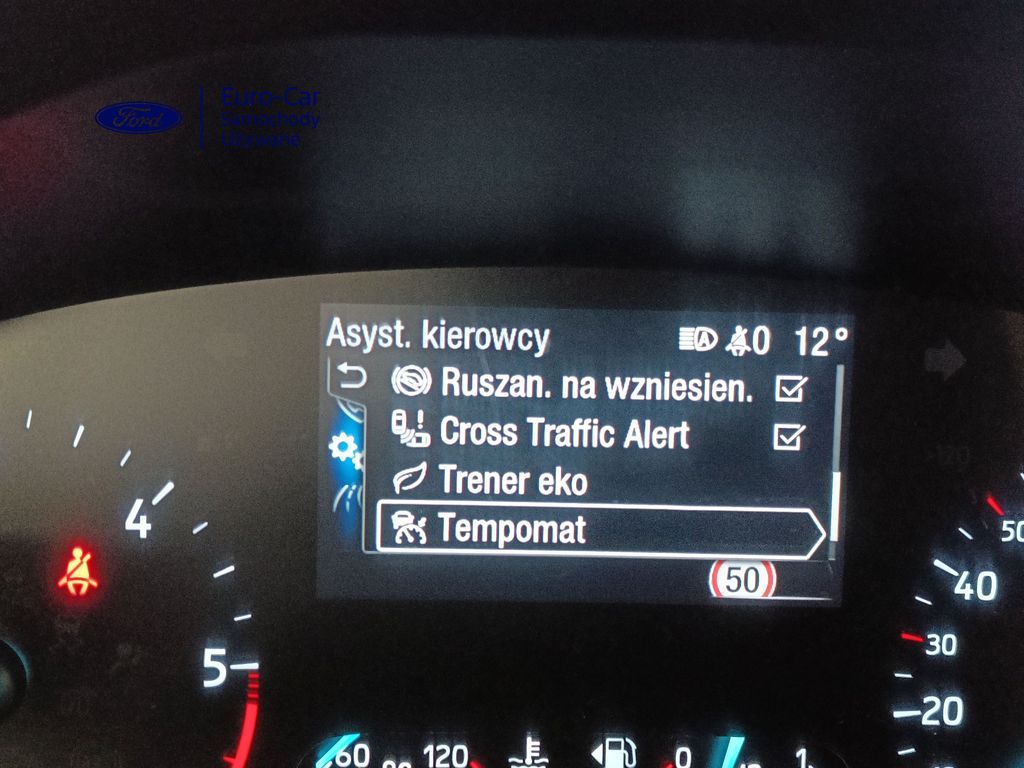 Ford
Euro-Car
Samochody
Używane
Asyst. kierowcy A 0 12°
Ruszan. na wzniesien.
Cross Traffic Alert
Trener eko
Tempomat
50
4
5
50
40
30
20
60
120
0
1